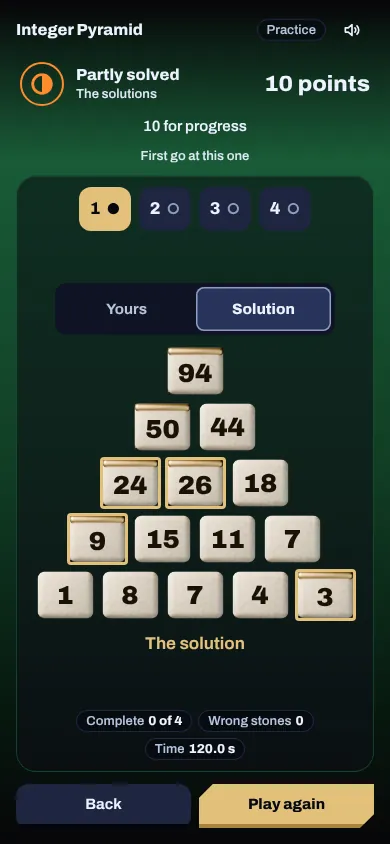 Integer Pyramid
Practice
Partly solved
The solutions
10 points
10 for progress
First go at this one
1 2 3 4
Yours Solution
94
50 44
24 26 18
9 15 11 7
1 8 7 4 3
The solution
Complete 0 of 4 Wrong stones 0
Time 120.0 s
Back Play again